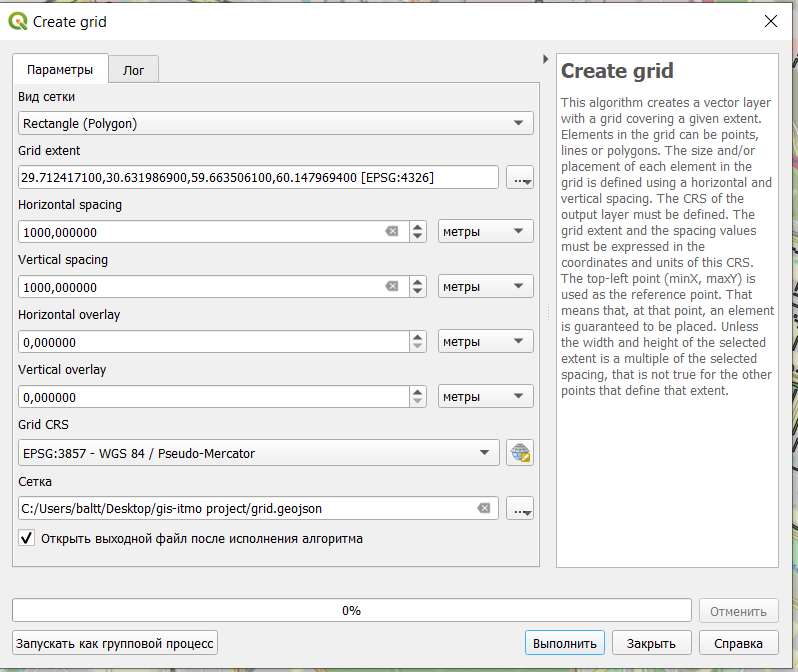 Create grid
Параметры
Лог
Вид сетки
Rectangle (Polygon)
Grid extent
29.712417100,30.631986900,59.663506100,60.147969400 [EPSG:4326]
...
Horizontal spacing
1000,000000
метры
Vertical spacing
1000,000000
метры
Horizontal overlay
0,000000
метры
Vertical overlay
0,000000
метры
Grid CRS
EPSG:3857 - WGS 84 / Pseudo-Mercator
Сетка
C:/Users/baltt/Desktop/gis-itmo project/grid.geojson
...
Открыть выходной файл после исполнения алгоритма
Create grid
This algorithm creates a vector layer
with a grid covering a given extent.
Elements in the grid can be points,
lines or polygons. The size and/or
placement of each element in the
grid is defined using a horizontal and
vertical spacing. The CRS of the
output layer must be defined. The
grid extent and the spacing values
must be expressed in the
coordinates and units of this CRS.
The top-left point (minX, maxY) is
used as the reference point. That
means that, at that point, an element
is guaranteed to be placed. Unless
the width and height of the selected
extent is a multiple of the selected
spacing, that is not true for the other
points that define that extent.
0%
Отменить
Запускать как групповой процесс
Выполнить
Закрыть
Справка